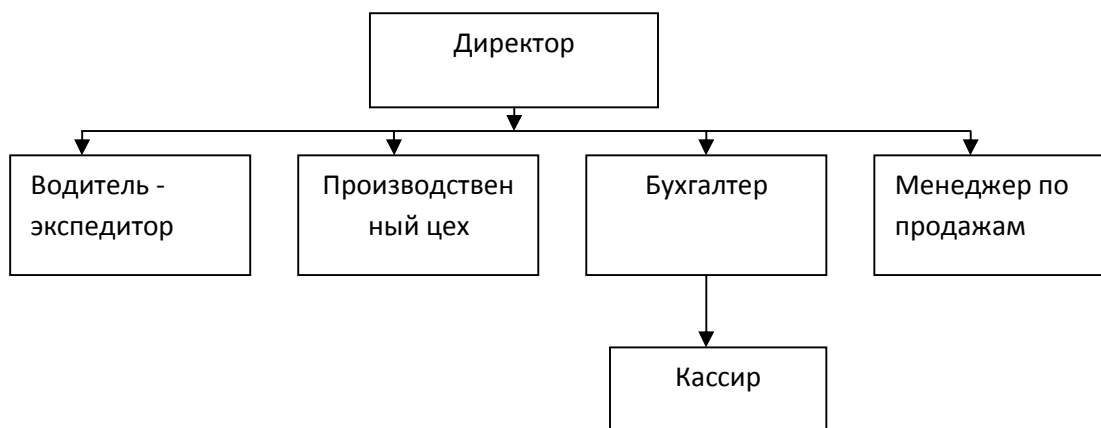 Директор
Водитель -
экспедитор
Производствен
ный цех
Бухгалтер
Менеджер по
продажам
Кассир